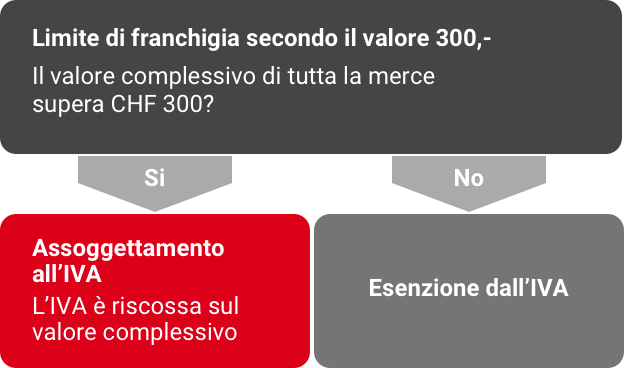 Limite di franchigia secondo il valore 300,-
Il valore complessivo di tutta la merce
supera CHF 300?
Si
No
Assoggettamento
all’IVA
L’IVA è riscossa sul
valore complessivo
Esenzione dall’IVA